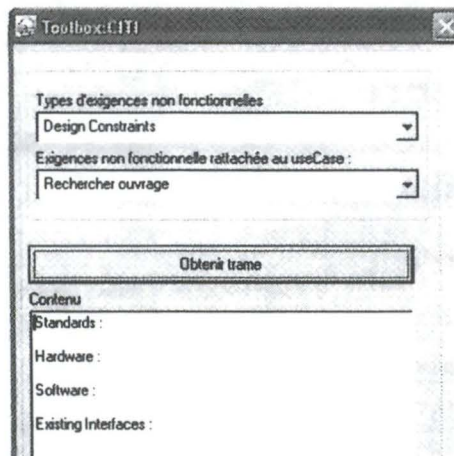 Toolbox:CITI
Types d'exigences non fonctionnelles
Design Constraints
Exigences non fonctionnelle rattachée au useCase :
Rechercher ouvrage
Obtenir trame
Contenu
Standards :
Hardware :
Software :
Existing Interfaces :